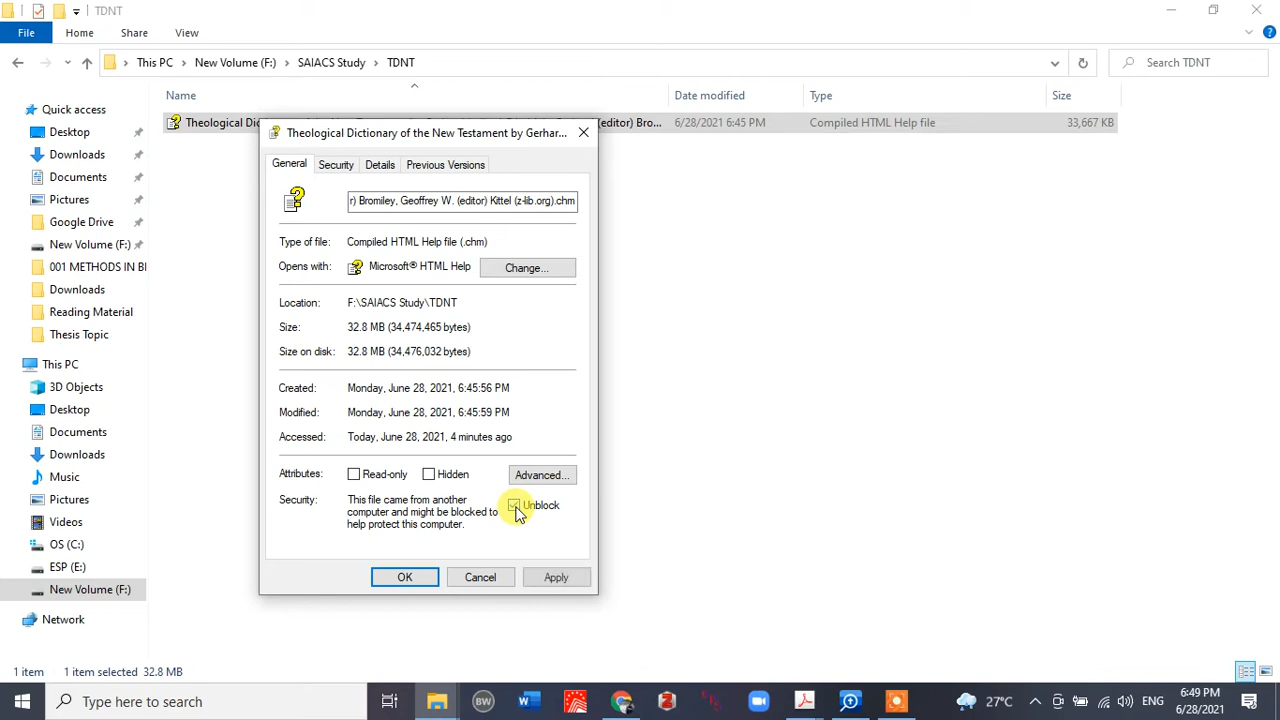 TDNT
File Home Share View
This PC New Volume (F:) SAIACS Study TDNT
Search TDNT
Name Date modified Type Size
Theological Dic (editor) Bro... 6/28/2021 6:45 PM Compiled HTML Help file 33,667 KB
Quick access
Desktop
Downloads
Documents
Pictures
Google Drive
New Volume (F:)
001 METHODS IN BI
Downloads
Reading Material
Thesis Topic
This PC
3D Objects
Desktop
Documents
Downloads
Music
Pictures
Videos
OS (C:)
ESP (E:)
New Volume (F:)
Network
Theological Dictionary of the New Testament by Gerhar...
General Security Details Previous Versions
r) Bromiley, Geoffrey W. (editor) Kittel (z-lib.org).chm
Type of file: Compiled HTML Help file (.chm)
Opens with: Microsoft® HTML Help Change...
Location: F:\SAIACS Study\TDNT
Size: 32.8 MB (34,474,465 bytes)
Size on disk: 32.8 MB (34,476,032 bytes)
Created: Monday, June 28, 2021, 6:45:56 PM
Modified: Monday, June 28, 2021, 6:45:59 PM
Accessed: Today, June 28, 2021, 4 minutes ago
Attributes: Read-only Hidden Advanced...
Security: This file came from another
computer and might be blocked to
help protect this computer.
Unblock
OK Cancel Apply
1 item 1 item selected 32.8 MB
Type here to search
BW
27°C
ENG
6:49 PM
6/28/2021